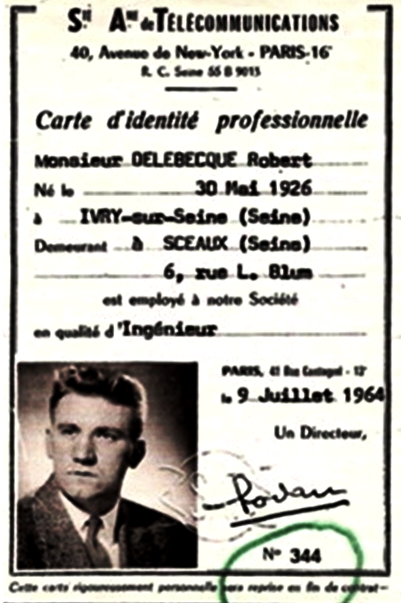 Sté Ame de TÉLÉCOMMUNICATIONS
40, Avenue de New-York - PARIS-16e
R. C. Seine 55 B 9015
Carte d'identité professionnelle
Monsieur DELEBECQUE Robert
Né le 30 Mai 1926
à IVRY-sur-Seine (Seine)
Demeurant à SCEAUX (Seine)
6, rue L. Blum
est employé à notre Société
en qualité d'Ingénieur
PARIS, 41 Rue - 12e
le 9 Juillet 1964
Un Directeur,
N° 344
Cette carte rigoureusement personnelle sera reprise en fin de contrat-